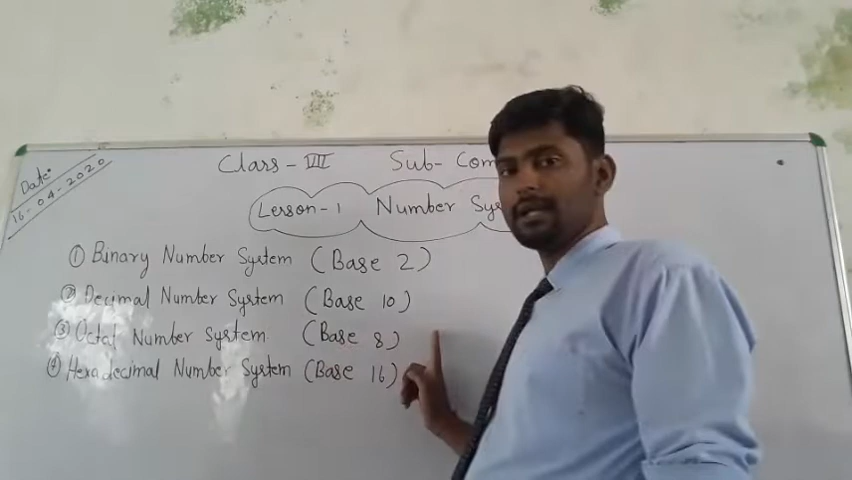 Date:
16-04-2020
Class - VII Sub- Com
Lesson-1 Number Sys
① Binary Number System (Base 2)
② Decimal Number System (Base 10)
③ Octal Number System (Base 8)
④ Hexadecimal Number System (Base 16)